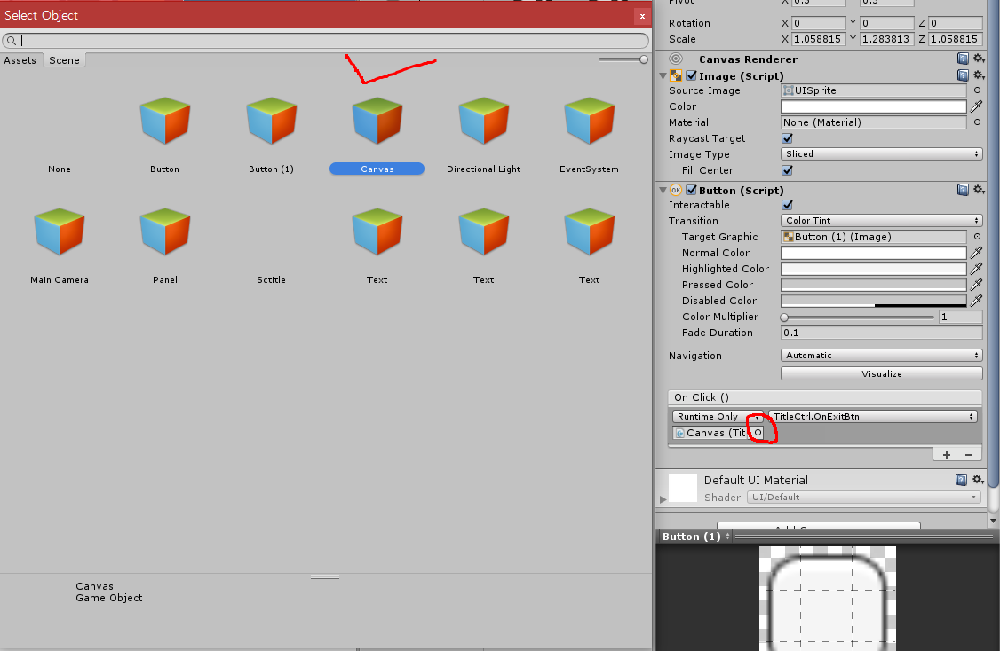 Select Object
x
Assets
Scene
None
Button
Button (1)
Canvas
Directional Light
EventSystem
Main Camera
Panel
Sctitle
Text
Text
Text
Canvas
Game Object
Pivot X 0.5 Y 0.5
Rotation X 0 Y 0 Z 0
Scale X 1.058815 Y 1.283813 Z 1.058815
Canvas Renderer
Image (Script)
Source Image UISprite
Color
Material None (Material)
Raycast Target
Image Type Sliced
Fill Center
OK Button (Script)
Interactable
Transition Color Tint
Target Graphic Button (1) (Image)
Normal Color
Highlighted Color
Pressed Color
Disabled Color
Color Multiplier 1
Fade Duration 0.1
Navigation Automatic
Visualize
On Click ()
Runtime Only TitleCtrl.OnExitBtn
Canvas (Tit
+ −
Default UI Material
Shader UI/Default
Button (1)